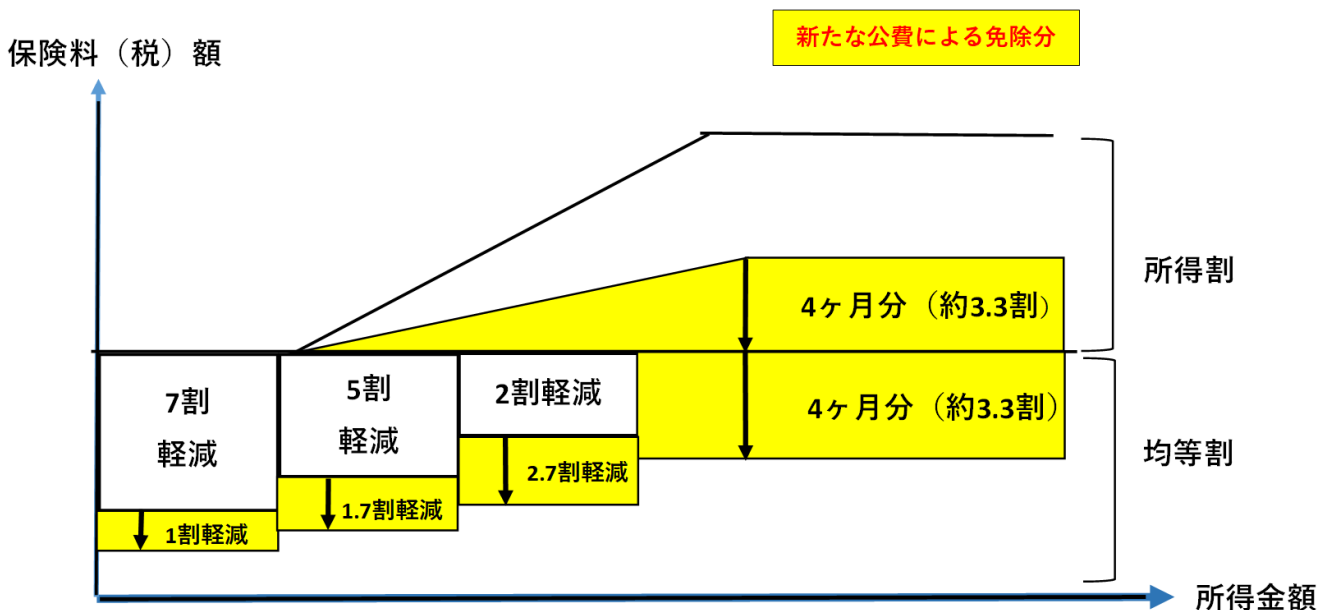 保険料（税）額
新たな公費による免除分
所得割
4ヶ月分（約3.3割）
7割
軽減
5割
軽減
2割軽減
4ヶ月分（約3.3割）
均等割
1割軽減
1.7割軽減
2.7割軽減
所得金額